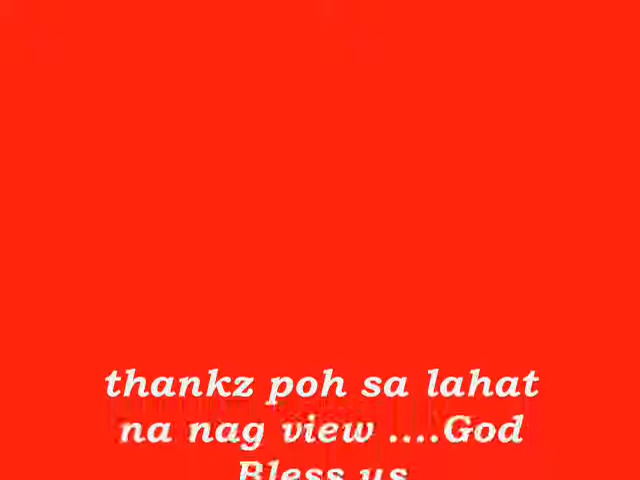 thankz poh sa lahat
na nag view ....God
Bless us